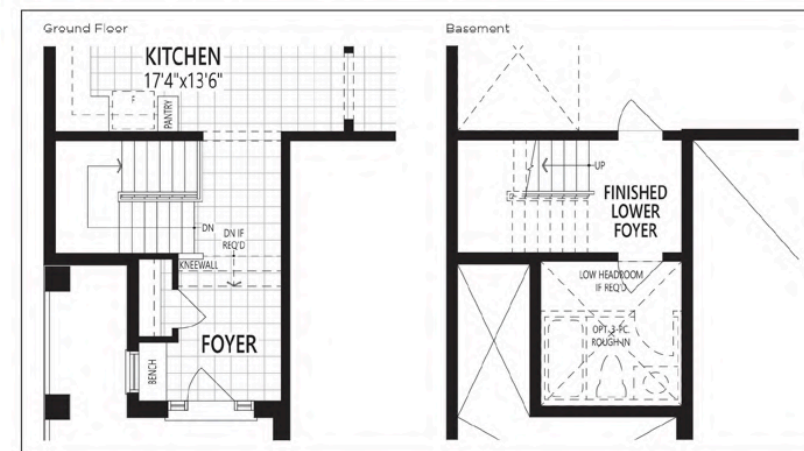 Ground Floor
KITCHEN
17'4"x13'6"
F
PANTRY
DN
DN IF
REQ'D
KNEEWALL
FOYER
BENCH
Basement
UP
FINISHED
LOWER
FOYER
LOW HEADROOM
IF REQ'D
OPT. 3-PC.
ROUGH-IN